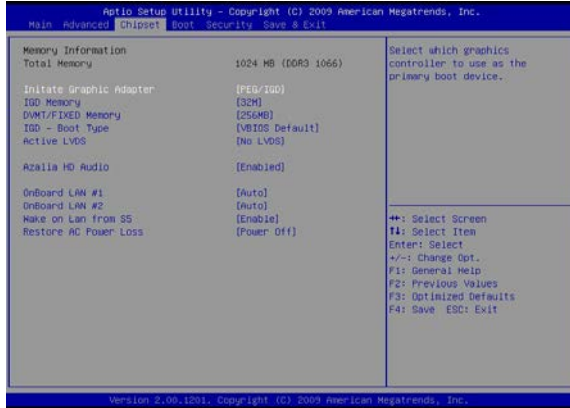 Aptio Setup Utility - Copyright (C) 2009 American Megatrends, Inc.
Main Advanced Chipset Boot Security Save & Exit
Memory Information
Total Memory 1024 MB (DDR3 1066)
Initate Graphic Adapter [PEG/IGD]
IGD Memory [32M]
DVMT/FIXED Memory [256MB]
IGD - Boot Type [VBIOS Default]
Active LVDS [No LVDS]
Azalia HD Audio [Enabled]
OnBoard LAN #1 [Auto]
OnBoard LAN #2 [Auto]
Wake on Lan from S5 [Enable]
Restore AC Power Loss [Power Off]
Select which graphics
controller to use as the
primary boot device.
→←: Select Screen
↑↓: Select Item
Enter: Select
+/-: Change Opt.
F1: General Help
F2: Previous Values
F3: Optimized Defaults
F4: Save ESC: Exit
Version 2.00.1201. Copyright (C) 2009 American Megatrends, Inc.